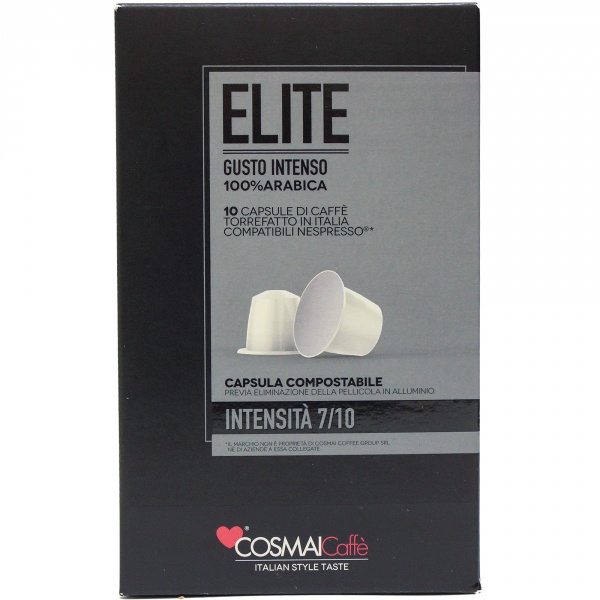 ELITE
GUSTO INTENSO
100%ARABICA
10 CAPSULE DI CAFFÈ
TORREFATTO IN ITALIA
COMPATIBILI NESPRESSO®*
CAPSULA COMPOSTABILE
PREVIA ELIMINAZIONE DELLA PELLICOLA IN ALLUMINIO
INTENSITÀ 7/10
*IL MARCHIO NON È PROPRIETÀ DI COSMAI COFFEE GROUP SRL
NÉ DI AZIENDE A ESSA COLLEGATE
®
COSMAICaffè
ITALIAN STYLE TASTE